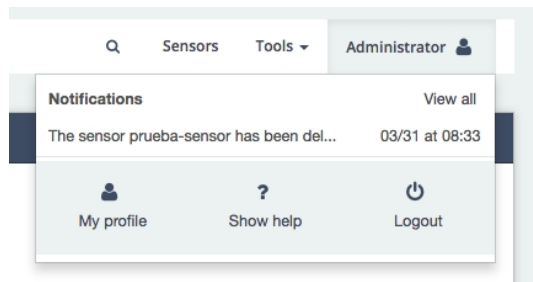 Sensors Tools Administrator
Notifications View all
The sensor prueba-sensor has been del... 03/31 at 08:33
?
My profile Show help Logout